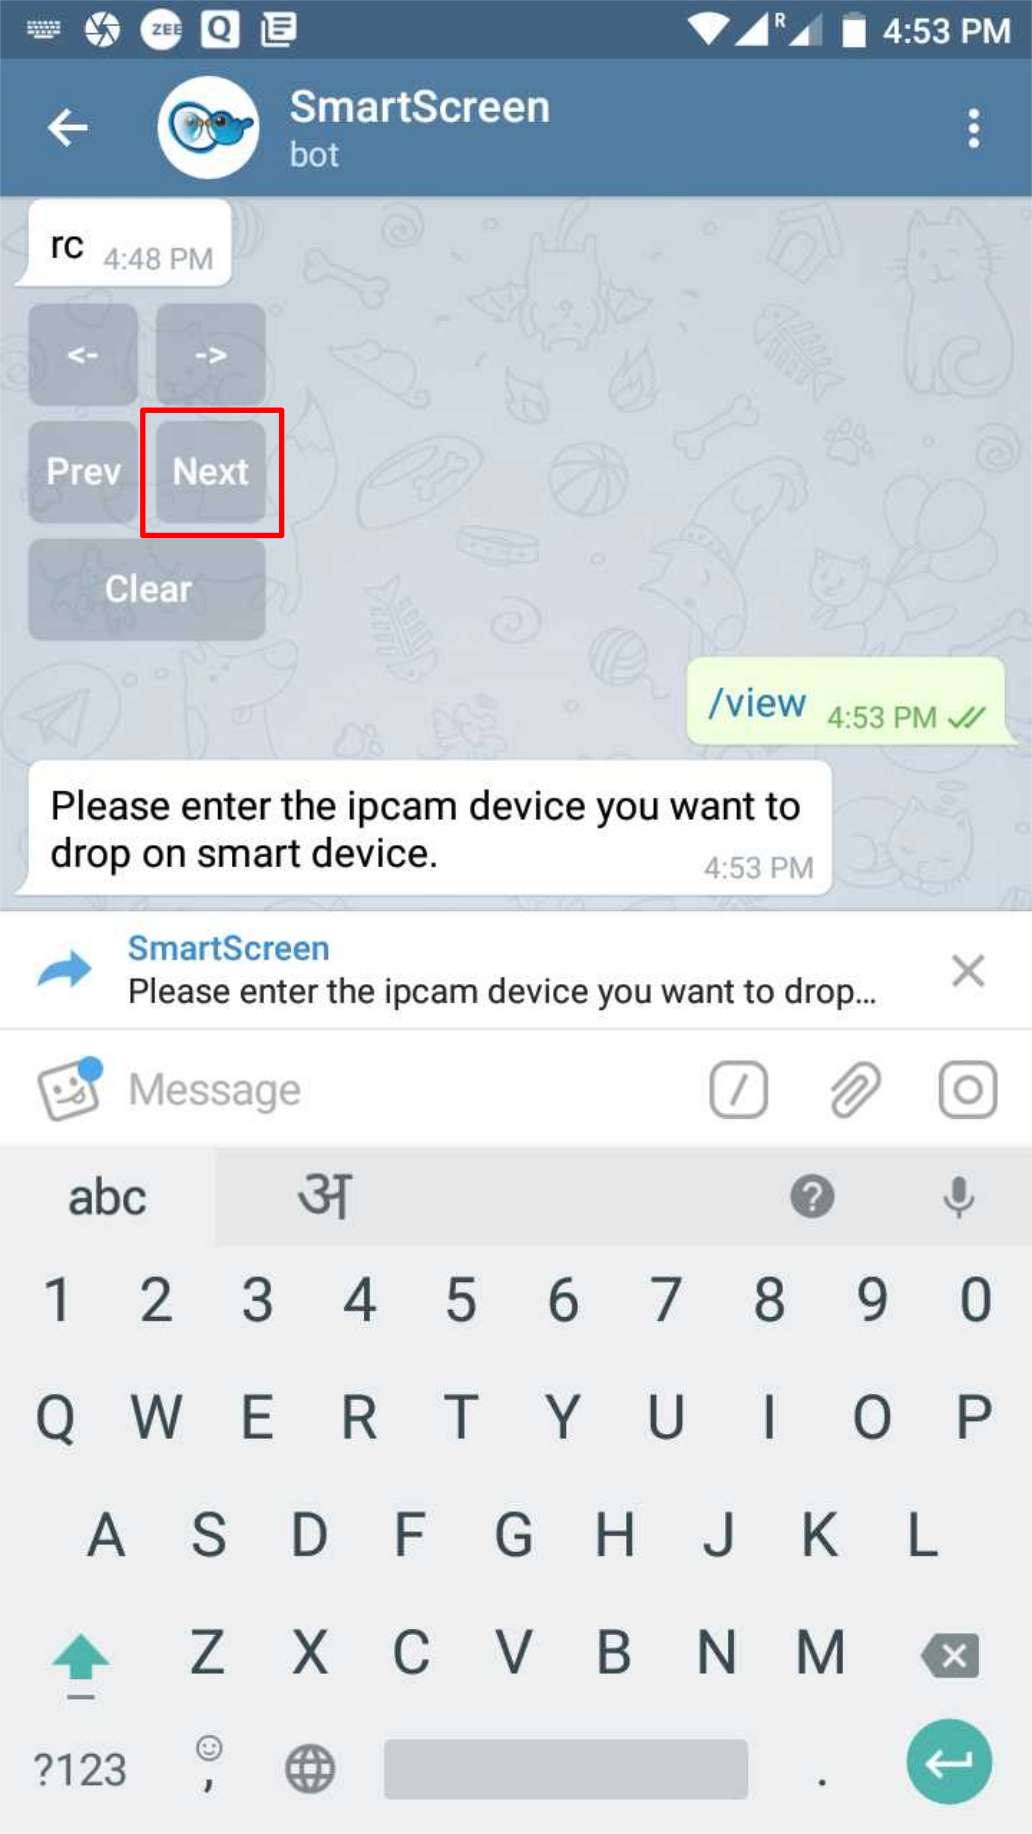 ZEE Q R 4:53 PM
SmartScreen
bot
rc 4:48 PM
<- ->
Prev Next
Clear
/view 4:53 PM
Please enter the ipcam device you want to
drop on smart device. 4:53 PM
SmartScreen
Please enter the ipcam device you want to drop...
Message /
abc अ ?
1 2 3 4 5 6 7 8 9 0
Q W E R T Y U I O P
A S D F G H J K L
Z X C V B N M
?123 , .